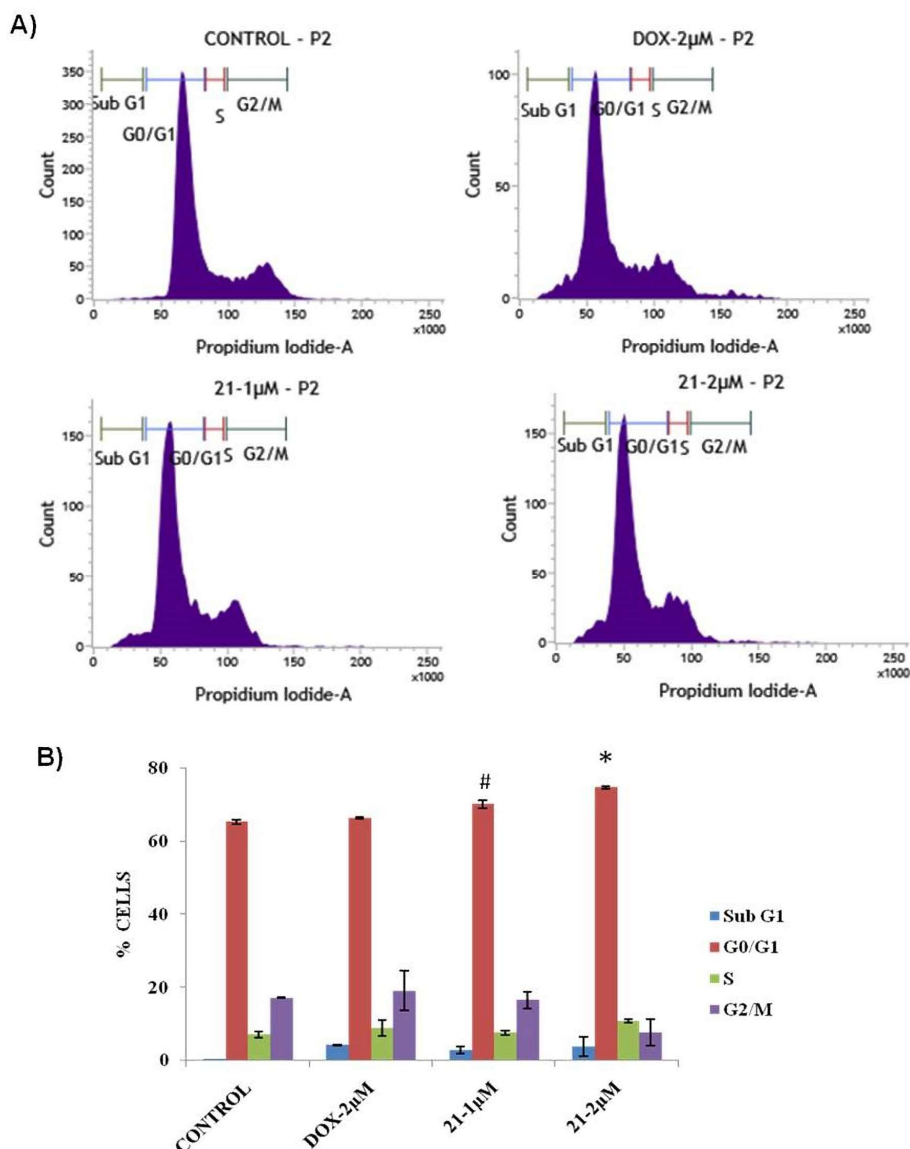 A)
CONTROL - P2
350
300
250
200
150
100
50
0
Count
Sub G1
G0/G1
S
G2/M
0 50 100 150 200 250
x1000
Propidium Iodide-A
DOX-2µM - P2
100
50
0
Count
Sub G1 G0/G1 S G2/M
0 50 100 150 200 250
x1000
Propidium Iodide-A
21-1µM - P2
150
100
50
0
Count
Sub G1 G0/G1 S G2/M
0 50 100 150 200 250
x1000
Propidium Iodide-A
21-2µM - P2
150
100
50
0
Count
Sub G1 G0/G1 S G2/M
0 50 100 150 200 250
x1000
Propidium Iodide-A
B)
80
60
40
20
0
% CELLS
# *
CONTROL
DOX-2µM
21-1µM
21-2µM
Sub G1
G0/G1
S
G2/M